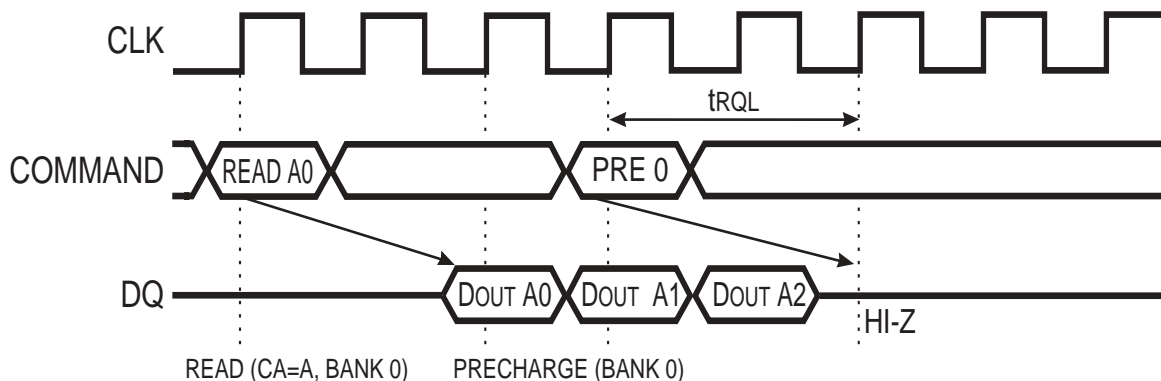 CLK
tRQL
COMMAND
READ A0
PRE 0
DQ
DOUT A0
DOUT A1
DOUT A2
HI-Z
READ (CA=A, BANK 0)
PRECHARGE (BANK 0)